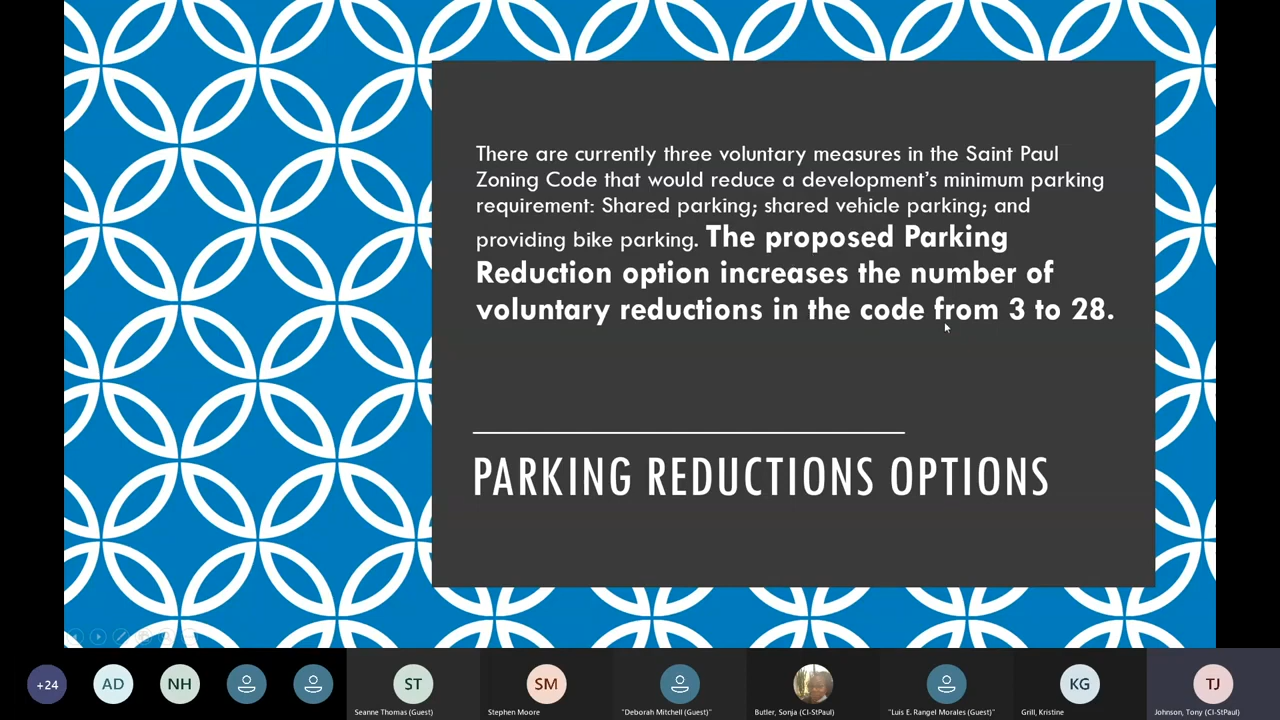 There are currently three voluntary measures in the Saint Paul
Zoning Code that would reduce a development's minimum parking
requirement: Shared parking; shared vehicle parking; and
providing bike parking. The proposed Parking
Reduction option increases the number of
voluntary reductions in the code from 3 to 28.
PARKING REDUCTIONS OPTIONS
+24
AD
NH
ST
SM
KG
TJ
Seanne Thomas (Guest)
Stephen Moore
"Deborah Mitchell (Guest)"
Butler, Sonja (CI-StPaul)
"Luis E. Rangel Morales (Guest)"
Grill, Kristine
Johnson, Tony (CI-StPaul)